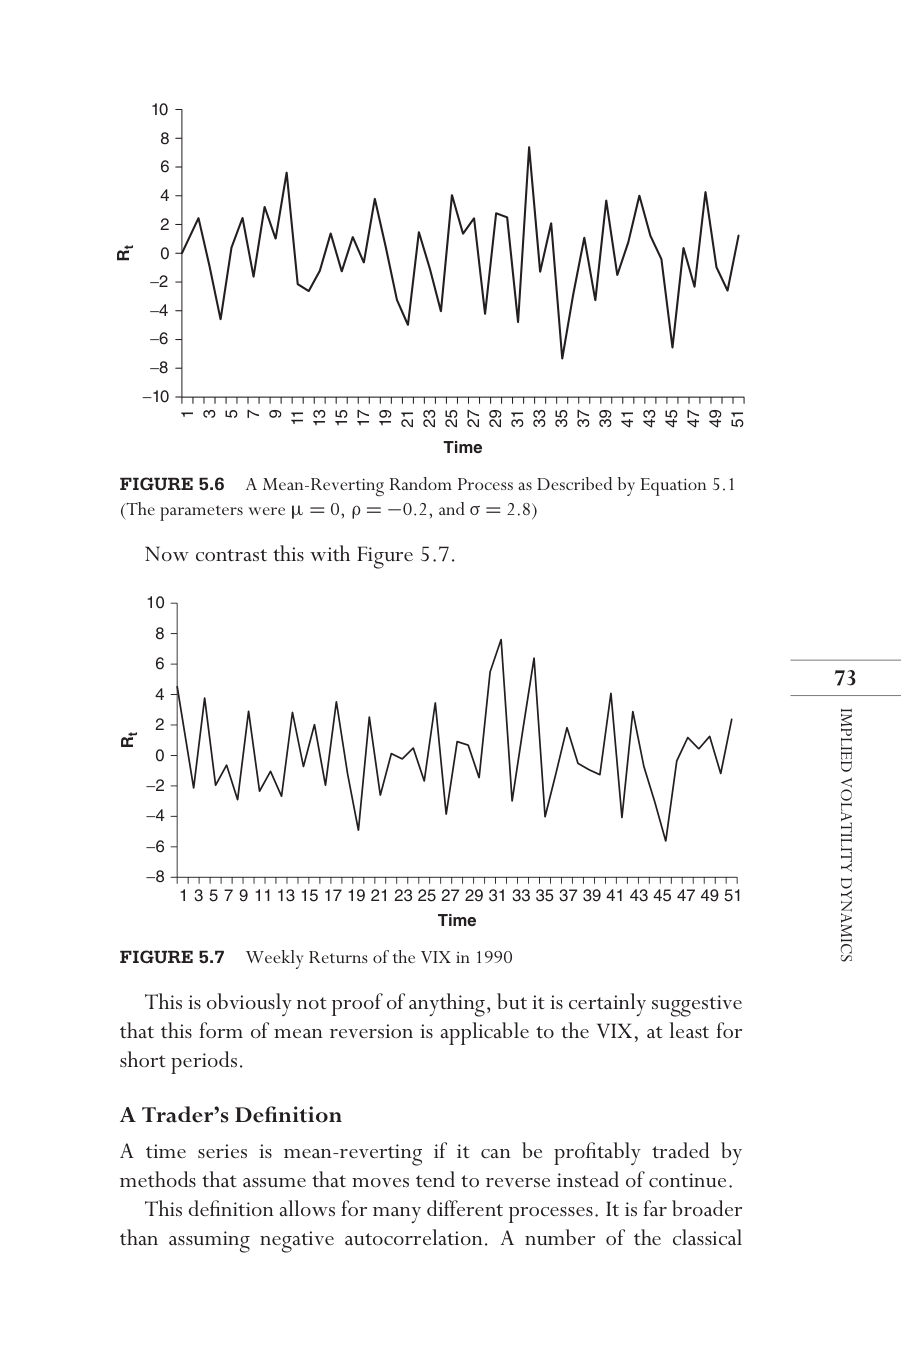 10
8
6
4
2
0
−2
−4
−6
−8
−10
Rt
1 3 5 7 9 11 13 15 17 19 21 23 25 27 29 31 33 35 37 39 41 43 45 47 49 51
Time
FIGURE 5.6 A Mean-Reverting Random Process as Described by Equation 5.1
(The parameters were μ = 0, ρ = −0.2, and σ = 2.8)
Now contrast this with Figure 5.7.
10
8
6
4
2
0
−2
−4
−6
−8
Rt
1 3 5 7 9 11 13 15 17 19 21 23 25 27 29 31 33 35 37 39 41 43 45 47 49 51
Time
FIGURE 5.7 Weekly Returns of the VIX in 1990
73
IMPLIED VOLATILITY DYNAMICS
This is obviously not proof of anything, but it is certainly suggestive
that this form of mean reversion is applicable to the VIX, at least for
short periods.
A Trader’s Definition
A time series is mean-reverting if it can be profitably traded by
methods that assume that moves tend to reverse instead of continue.
This definition allows for many different processes. It is far broader
than assuming negative autocorrelation. A number of the classical